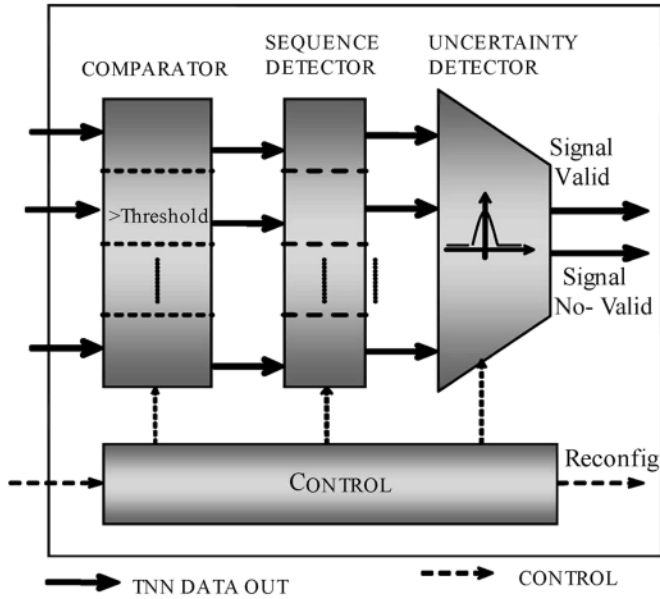 COMPARATOR
SEQUENCE
DETECTOR
UNCERTAINTY
DETECTOR
>Threshold
Signal
Valid
Signal
No- Valid
CONTROL
Reconfig
TNN DATA OUT
CONTROL